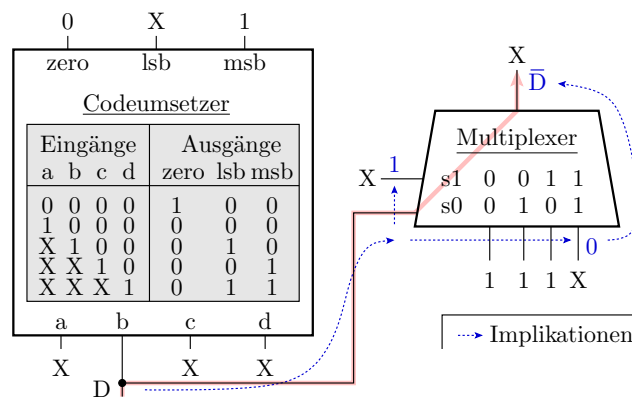 0 X 1
zero lsb msb
Codeumsetzer
Eingänge Ausgänge
a b c d zero lsb msb
0 0 0 0 1 0 0
1 0 0 0 0 0 0
X 1 0 0 0 1 0
X X 1 0 0 0 1
X X X 1 0 1 1
a b c d
X X X
D
X
D̅
Multiplexer
X 1 s1 0 0 1 1
s0 0 1 0 1
0
1 1 1 X
Implikationen